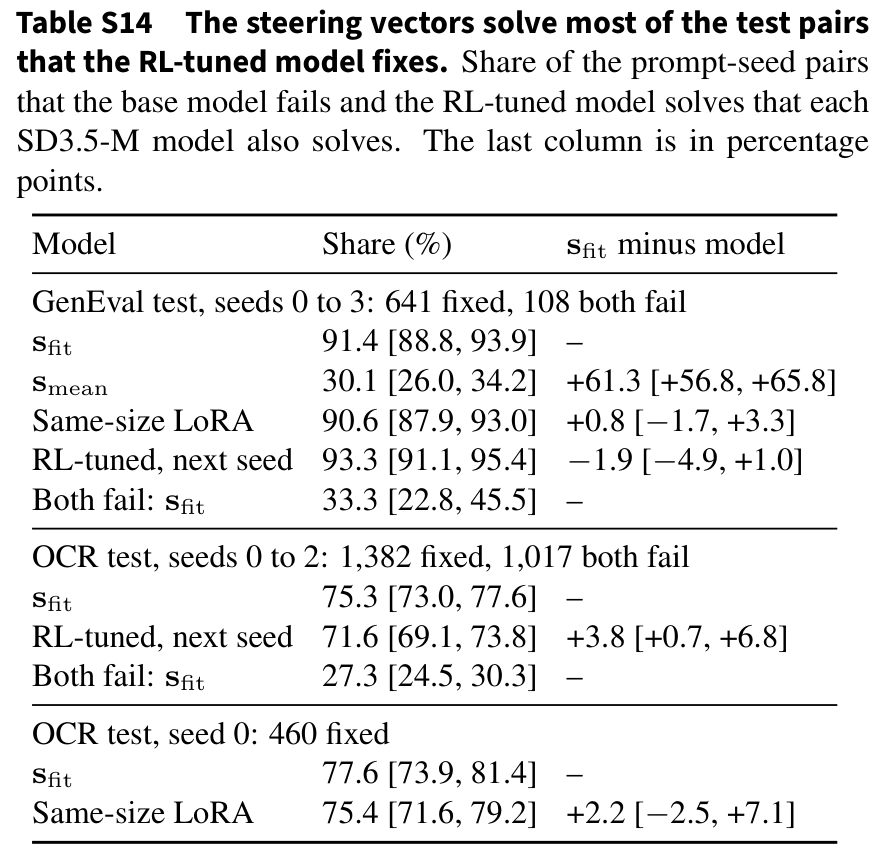 Table S14 The steering vectors solve most of the test pairs
that the RL-tuned model fixes. Share of the prompt-seed pairs
that the base model fails and the RL-tuned model solves that each
SD3.5-M model also solves. The last column is in percentage
points.
Model Share (%) s_fit minus model
GenEval test, seeds 0 to 3: 641 fixed, 108 both fail
s_fit 91.4 [88.8, 93.9] –
s_mean 30.1 [26.0, 34.2] +61.3 [+56.8, +65.8]
Same-size LoRA 90.6 [87.9, 93.0] +0.8 [−1.7, +3.3]
RL-tuned, next seed 93.3 [91.1, 95.4] −1.9 [−4.9, +1.0]
Both fail: s_fit 33.3 [22.8, 45.5] –
OCR test, seeds 0 to 2: 1,382 fixed, 1,017 both fail
s_fit 75.3 [73.0, 77.6] –
RL-tuned, next seed 71.6 [69.1, 73.8] +3.8 [+0.7, +6.8]
Both fail: s_fit 27.3 [24.5, 30.3] –
OCR test, seed 0: 460 fixed
s_fit 77.6 [73.9, 81.4] –
Same-size LoRA 75.4 [71.6, 79.2] +2.2 [−2.5, +7.1]